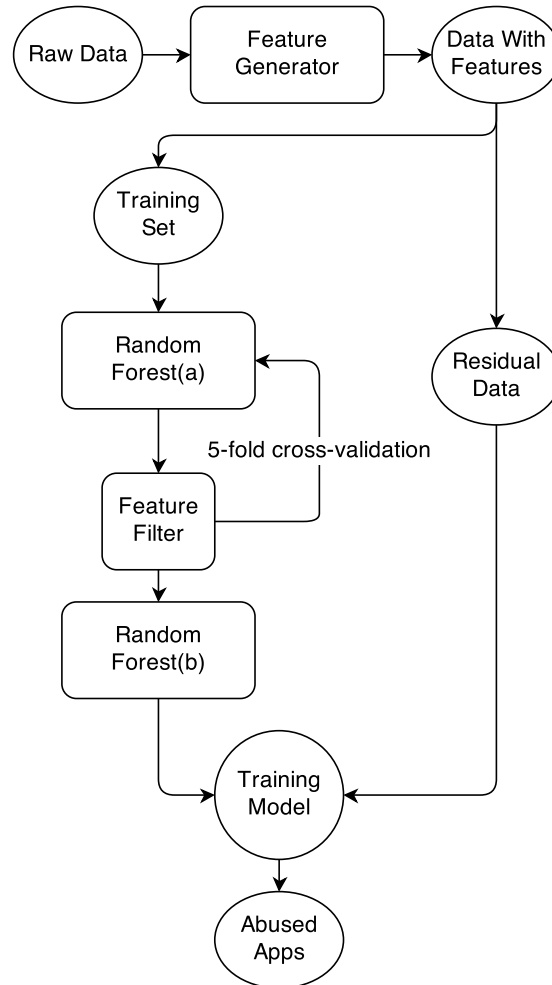 Raw Data
Feature
Generator
Data With
Features
Training
Set
Random
Forest(a)
Residual
Data
5-fold cross-validation
Feature
Filter
Random
Forest(b)
Training
Model
Abused
Apps